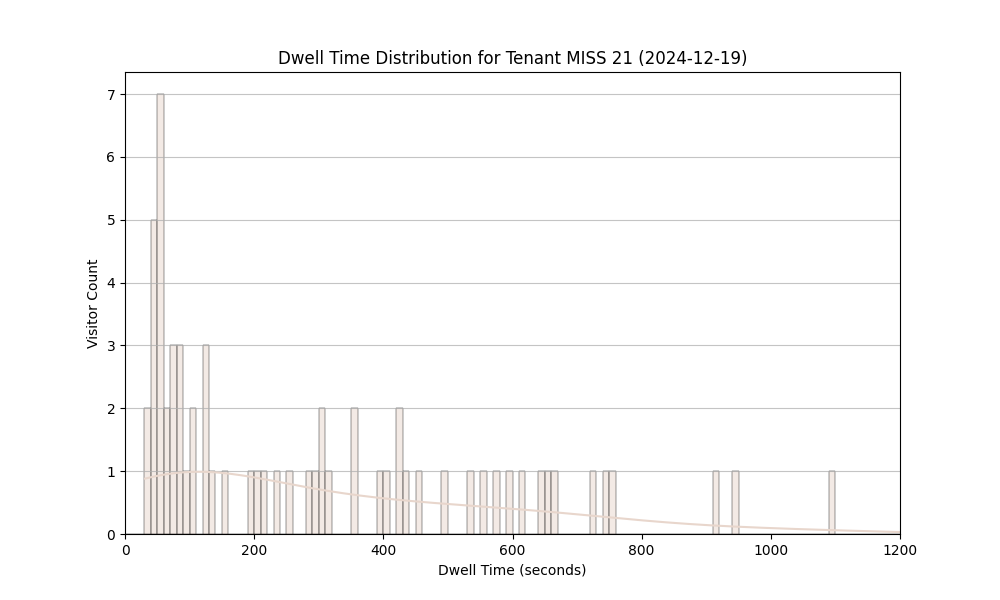 Dwell Time Distribution for Tenant MISS 21 (2024-12-19)
7
6
5
4
3
2
1
0
Visitor Count
0 200 400 600 800 1000 1200
Dwell Time (seconds)